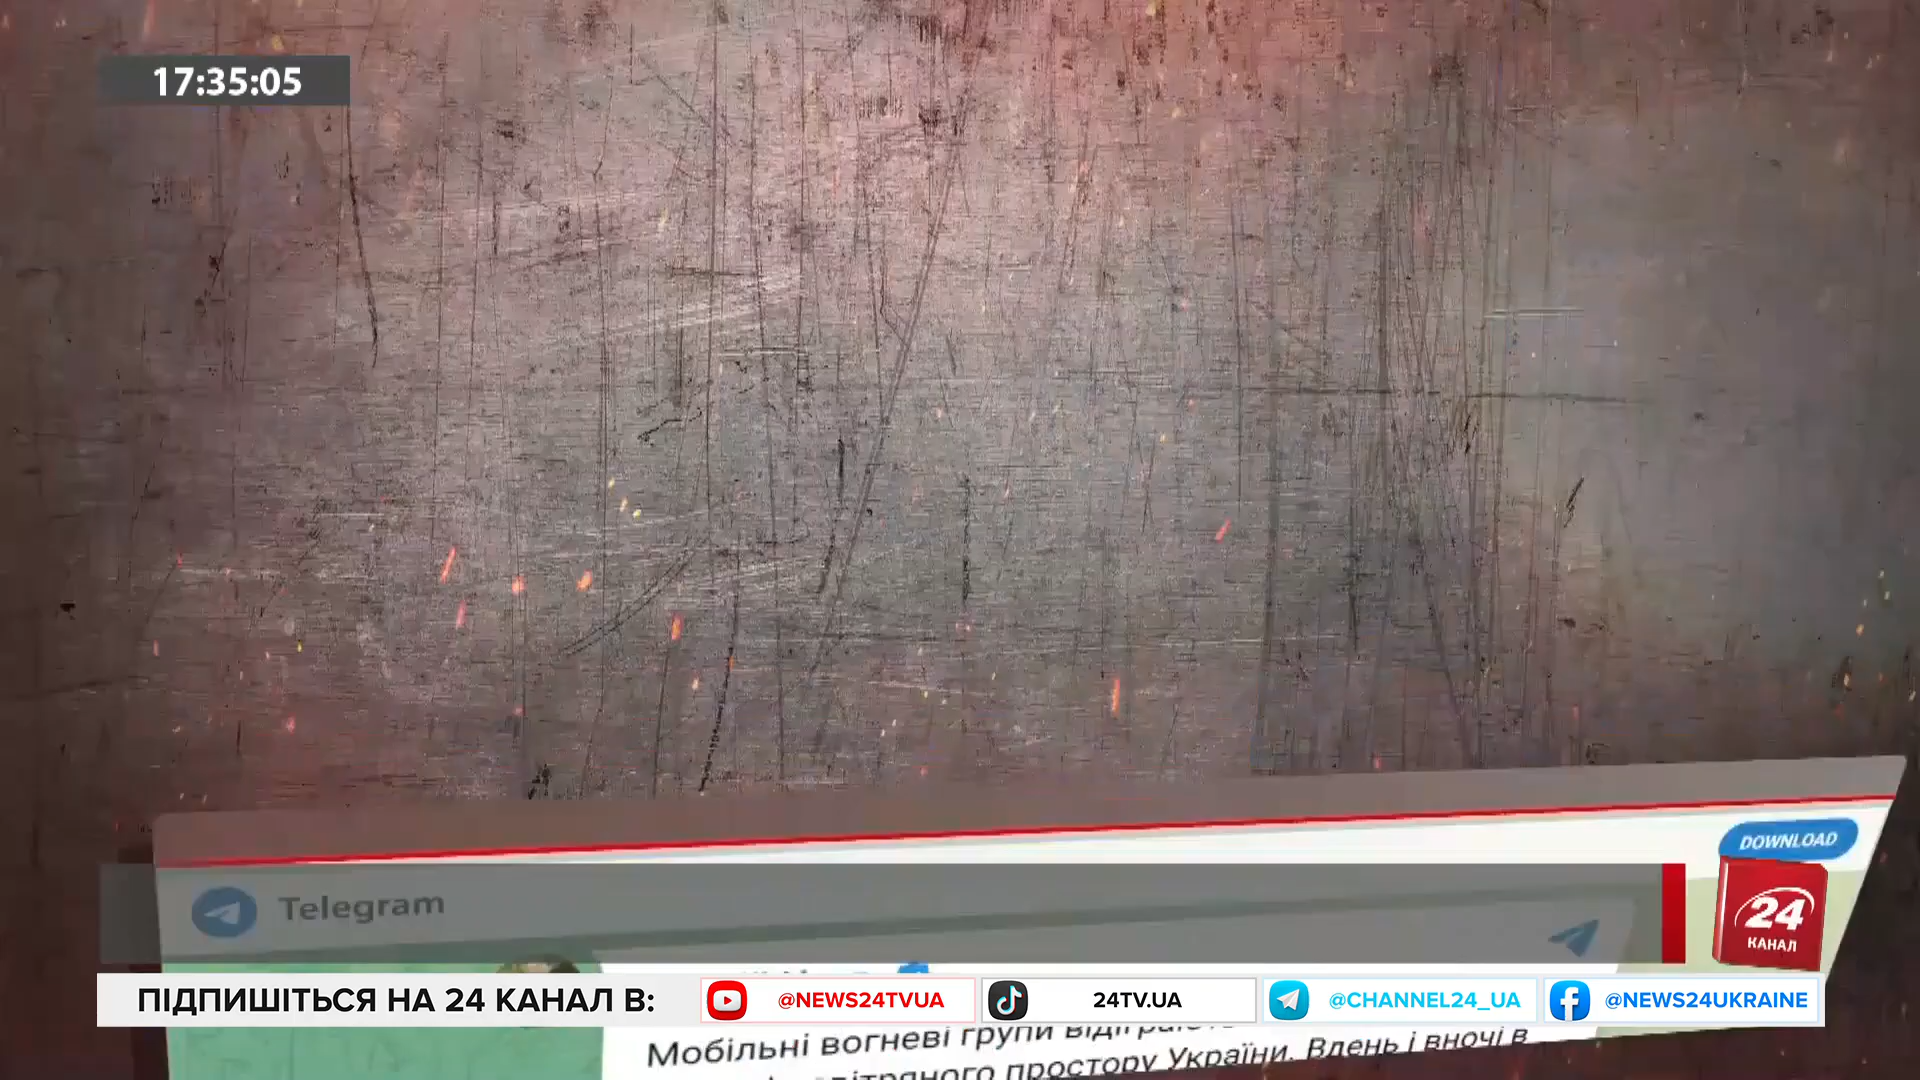 17:35:05
DOWNLOAD
Telegram
24
КАНАЛ
ПІДПИШІТЬСЯ НА 24 КАНАЛ В:
@NEWS24TVUA
24TV.UA
@CHANNEL24_UA
@NEWS24UKRAINE
Мобільні вогневі групи
простору України. Вдень і вночі в